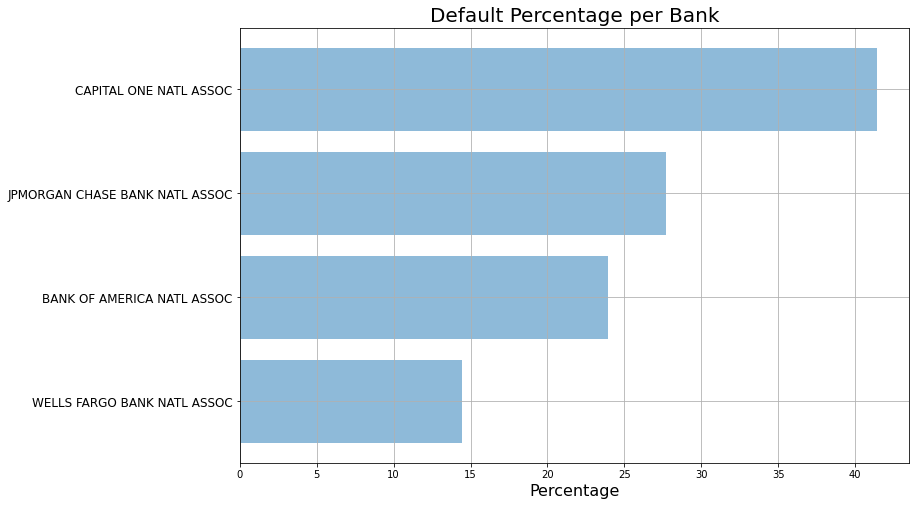 Default Percentage per Bank
CAPITAL ONE NATL ASSOC
JPMORGAN CHASE BANK NATL ASSOC
BANK OF AMERICA NATL ASSOC
WELLS FARGO BANK NATL ASSOC
0 5 10 15 20 25 30 35 40
Percentage